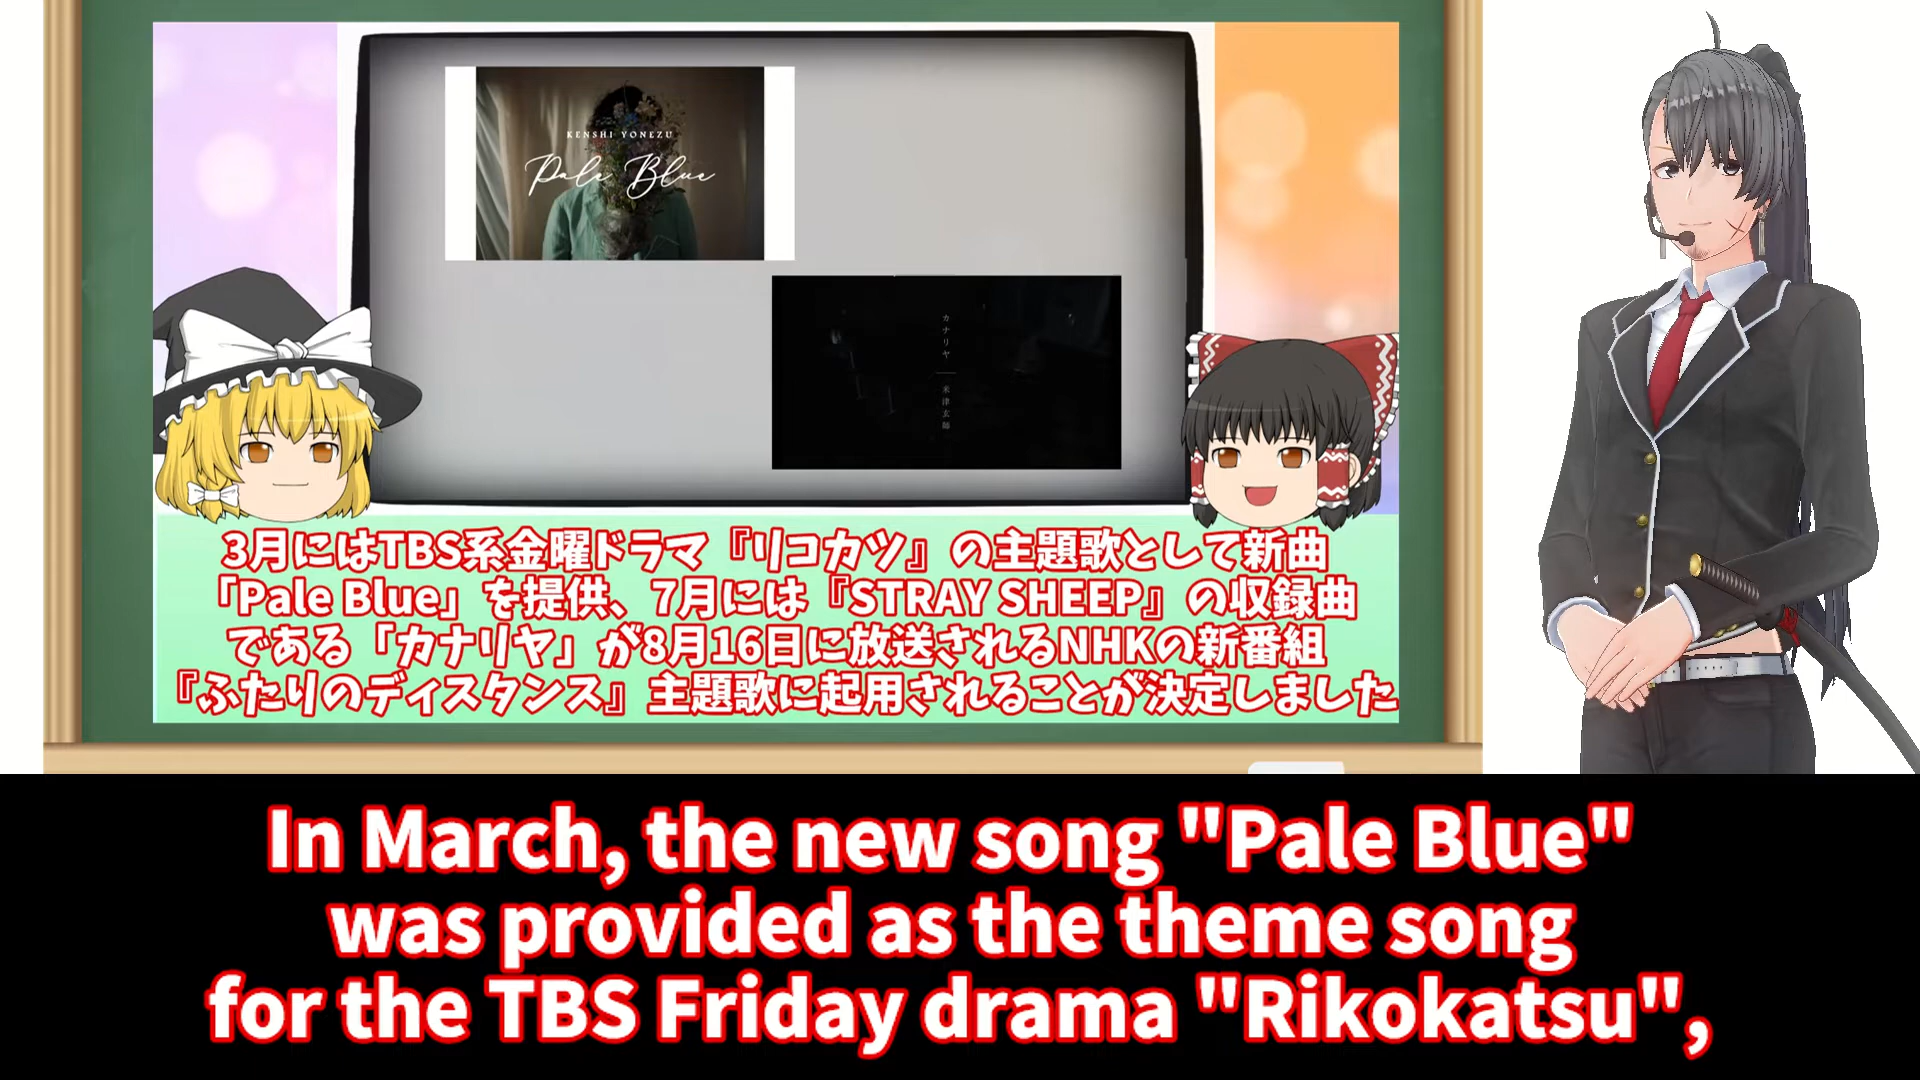 KENSHI YONEZU
Pale Blue
カナリヤ — 米津玄師
3月にはTBS系金曜ドラマ『リコカツ』の主題歌として新曲
「Pale Blue」を提供、7月には『STRAY SHEEP』の収録曲
である「カナリヤ」が8月16日に放送されるNHKの新番組
『ふたりのディスタンス』主題歌に起用されることが決定しました
In March, the new song "Pale Blue"
was provided as the theme song
for the TBS Friday drama "Rikokatsu",